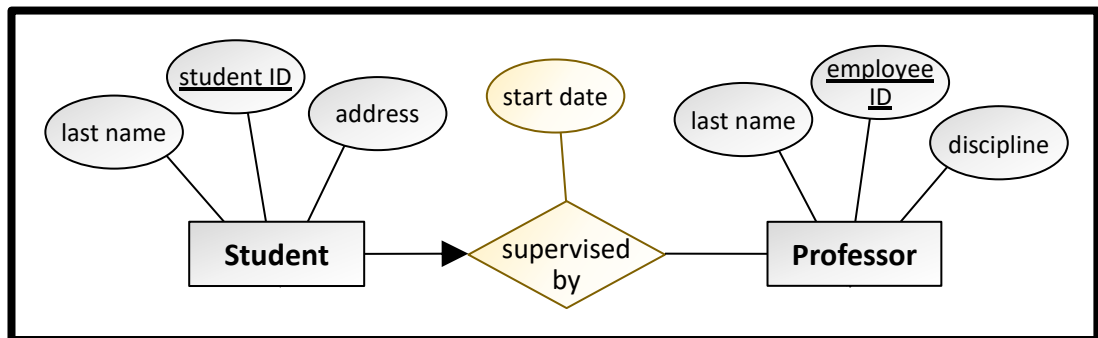 student ID
last name
address
start date
employee
ID
last name
discipline
Student
supervised
by
Professor